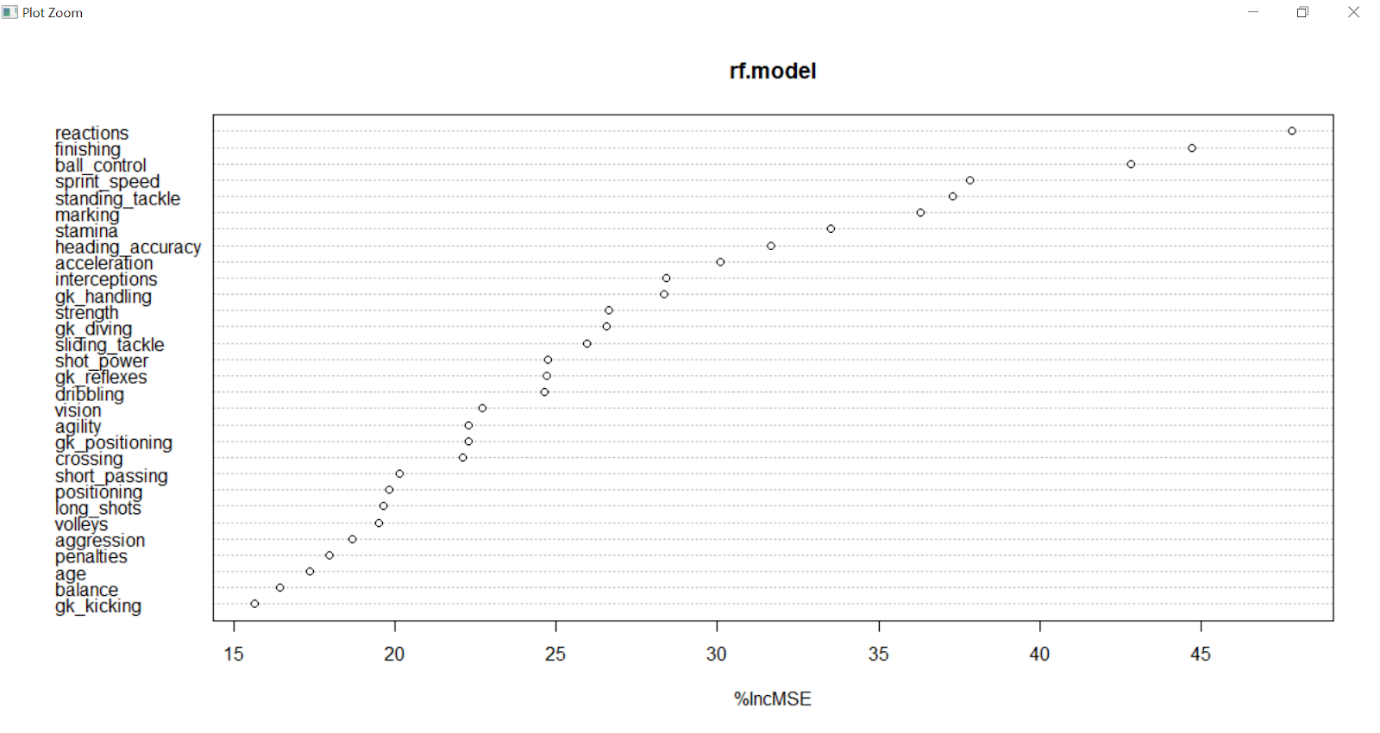 Plot Zoom
rf.model
reactions
finishing
ball_control
sprint_speed
standing_tackle
marking
stamina
heading_accuracy
acceleration
interceptions
gk_handling
strength
gk_diving
sliding_tackle
shot_power
gk_reflexes
dribbling
vision
agility
gk_positioning
crossing
short_passing
positioning
long_shots
volleys
aggression
penalties
age
balance
gk_kicking
15 20 25 30 35 40 45
%IncMSE